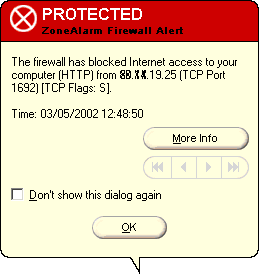 PROTECTED
ZoneAlarm Firewall Alert
The firewall has blocked Internet access to your
computer (HTTP) from .19.25 (TCP Port
1692) [TCP Flags: S].
Time: 03/05/2002 12:48:50
More Info
Don't show this dialog again
OK